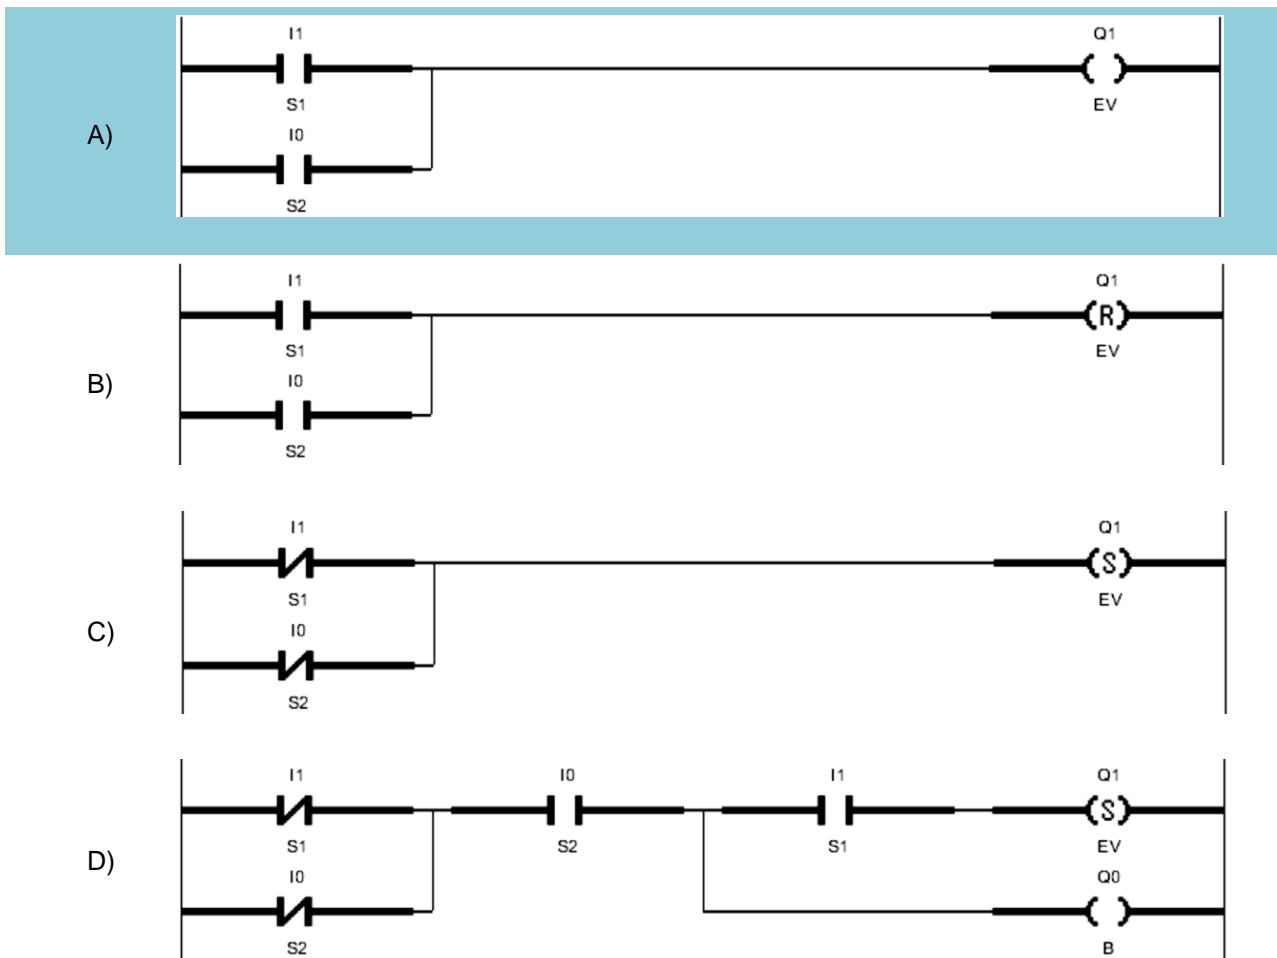 I1 Q1
S1 EV
A)
I0
S2
I1 Q1
(R)
S1 EV
B)
I0
S2
I1 Q1
(S)
S1 EV
C)
I0
S2
I1 I0 I1 Q1
(S)
S1 S2 S1 EV
D)
I0 Q0
S2 B